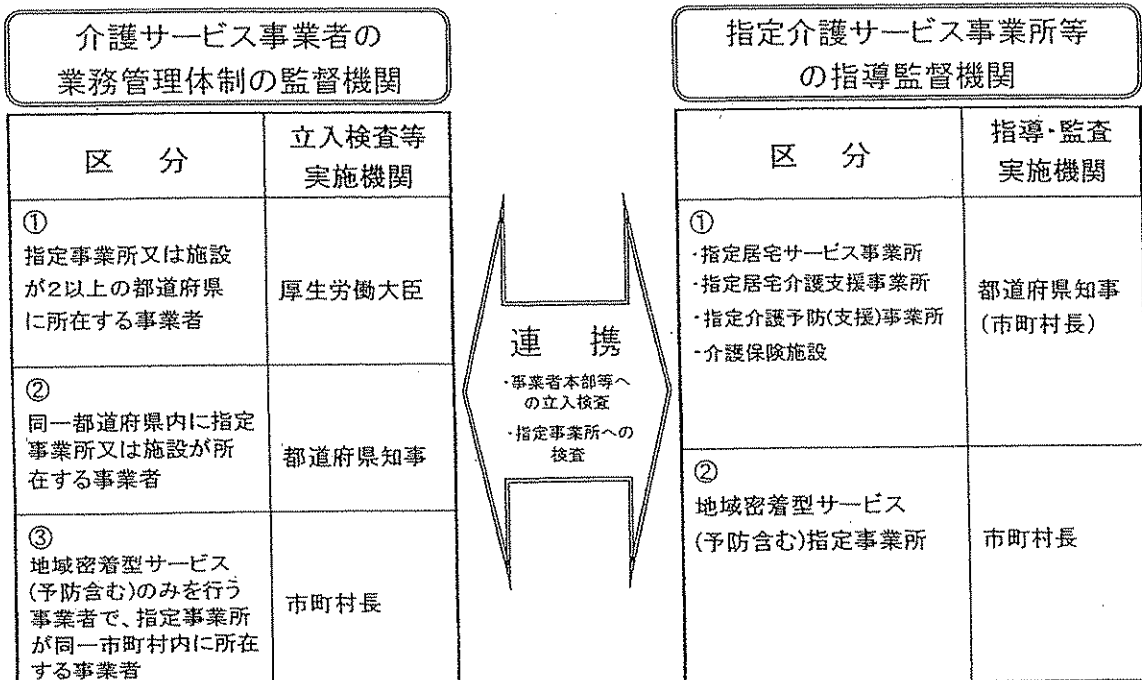 介護サービス事業者の
業務管理体制の監督機関
区 分
立入検査等
実施機関
①
指定事業所又は施設
が2以上の都道府県
に所在する事業者
厚生労働大臣
②
同一都道府県内に指定
事業所又は施設が所
在する事業者
都道府県知事
③
地域密着型サービス
(予防含む)のみを行う
事業者で、指定事業所
が同一市町村内に所在
する事業者
市町村長
連 携
・事業者本部等へ
の立入検査
・指定事業所への
検査
指定介護サービス事業所等
の指導監督機関
区 分
指導・監査
実施機関
①
・指定居宅サービス事業所
・指定居宅介護支援事業所
・指定介護予防(支援)事業所
・介護保険施設
都道府県知事
(市町村長)
②
地域密着型サービス
(予防含む)指定事業所
市町村長